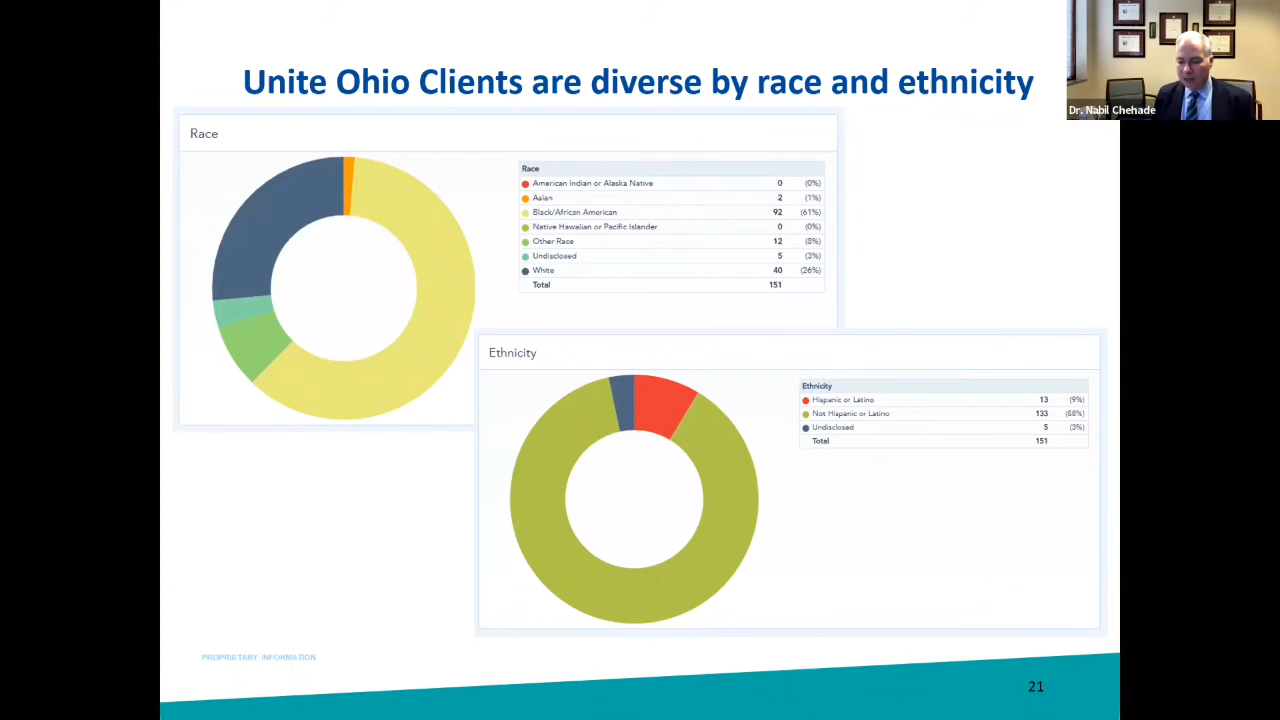 Unite Ohio Clients are diverse by race and ethnicity
Dr. Nabil Chehade
Race
Race
American Indian or Alaska Native 0 (0%)
Asian 2 (1%)
Black/African American 92 (61%)
Native Hawaiian or Pacific Islander 0 (0%)
Other Race 12 (8%)
Undisclosed 5 (3%)
White 40 (26%)
Total 151
Ethnicity
Ethnicity
Hispanic or Latino 13 (9%)
Not Hispanic or Latino 133 (88%)
Undisclosed 5 (3%)
Total 151
PROPRIETARY INFORMATION
21